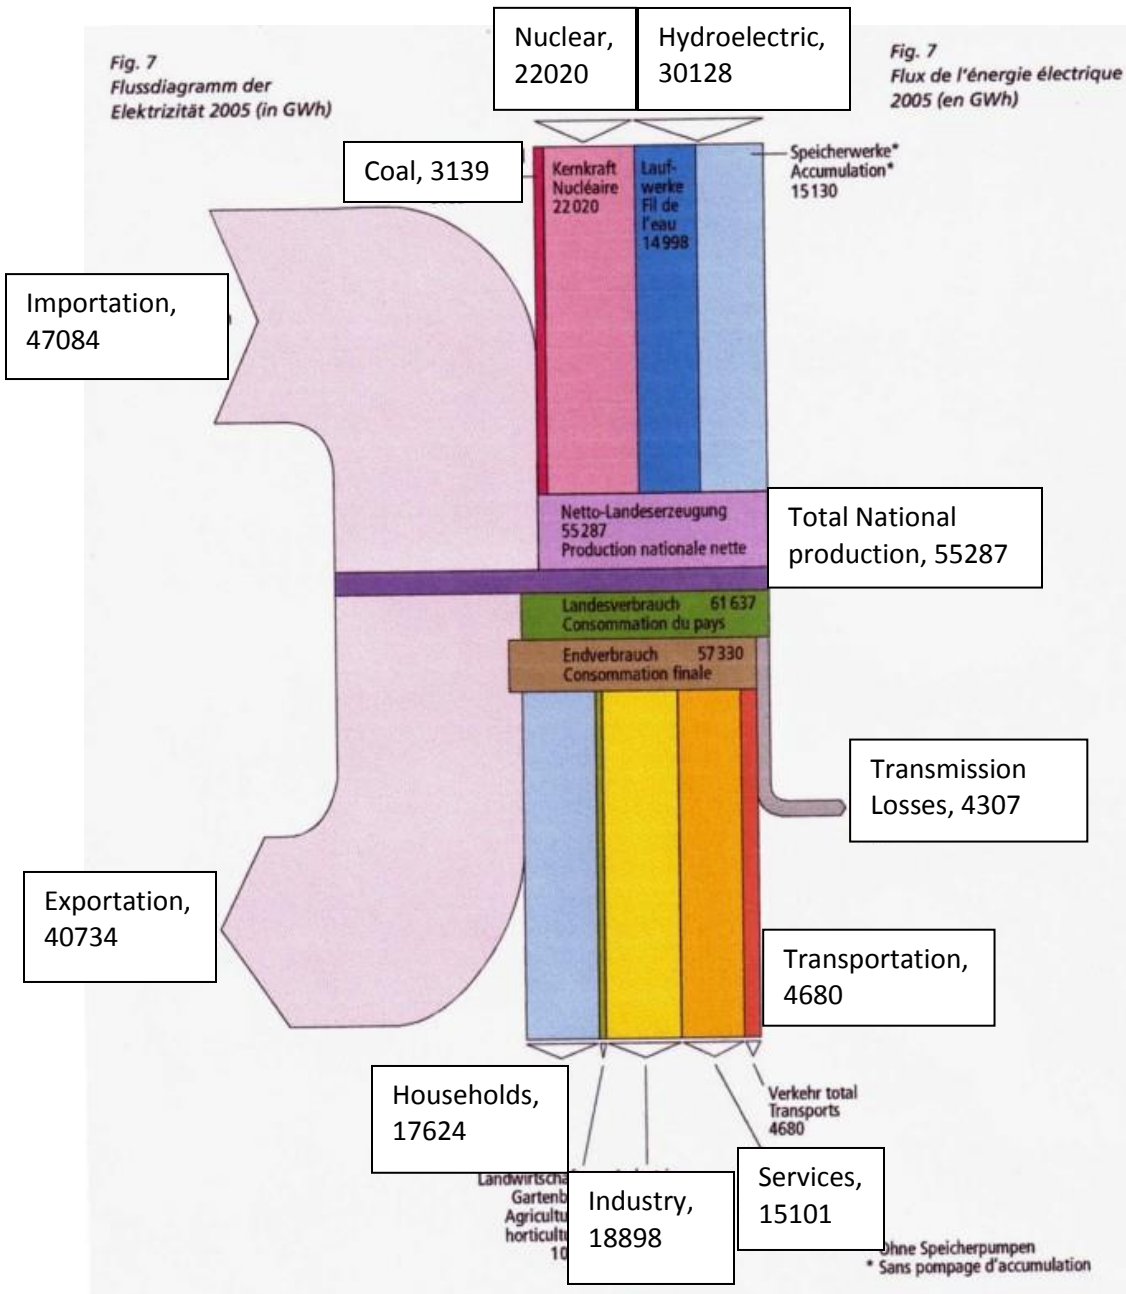 Fig. 7
Flussdiagramm der
Elektrizität 2005 (in GWh)
Nuclear,
22020
Hydroelectric,
30128
Fig. 7
Flux de l'énergie électrique
2005 (en GWh)
Coal, 3139
Kernkraft
Nucléaire
22020
Lauf-
werke
Fil de
l'eau
14998
Speicherwerke*
Accumulation*
15130
Importation,
47084
Netto-Landeserzeugung
55287
Production nationale nette
Total National
production, 55287
Landesverbrauch 61637
Consommation du pays
Endverbrauch 57330
Consommation finale
Transmission
Losses, 4307
Exportation,
40734
Transportation,
4680
Households,
17624
Verkehr total
Transports
4680
Industry,
18898
Services,
15101
Ohne Speicherpumpen
* Sans pompage d'accumulation